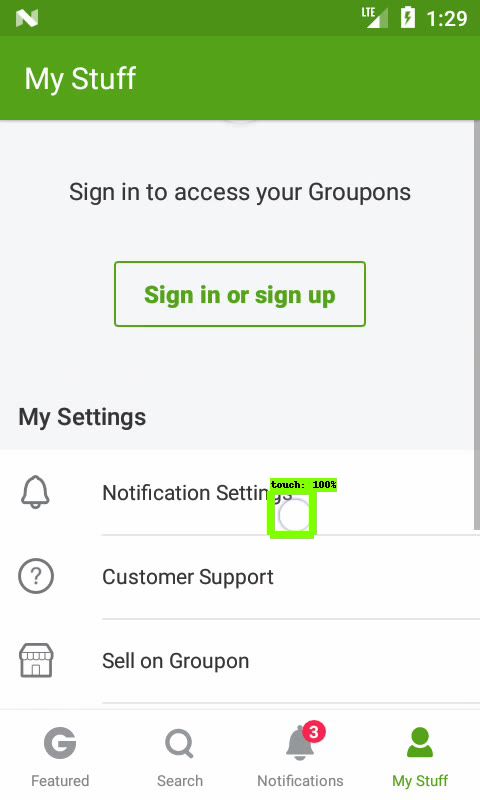 LTE 1:29
My Stuff
Sign in to access your Groupons
Sign in or sign up
My Settings
touch: 100%
Notification Settings
Customer Support
Sell on Groupon
3
Featured Search Notifications My Stuff